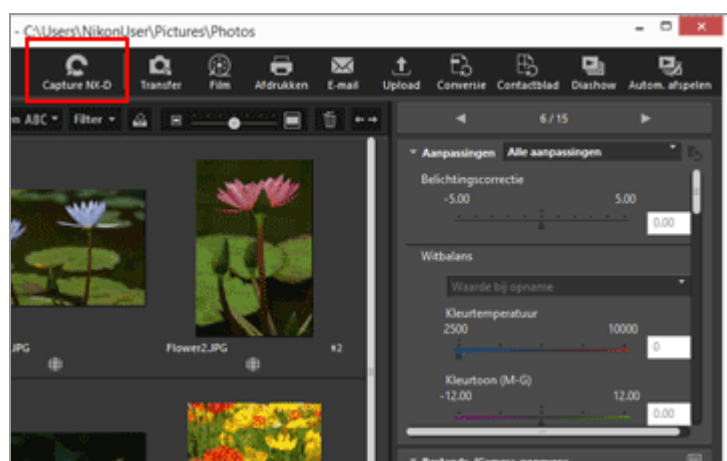 - C:\Users\NikonUser\Pictures\Photos
Capture NX-D Transfer Film Afdrukken E-mail Upload Conversie Contactblad Diashow Autom. afspelen
ABC Filter
6/15
Aanpassingen Alle aanpassingen
Belichtingscorrectie
-5.00 5.00
0.00
Witbalans
Waarde bij opname
Kleurtemperatuur
2500 10000
0
Kleurtoon (M-G)
-12.00 12.00
0.00
JPG
Flower2.JPG #2